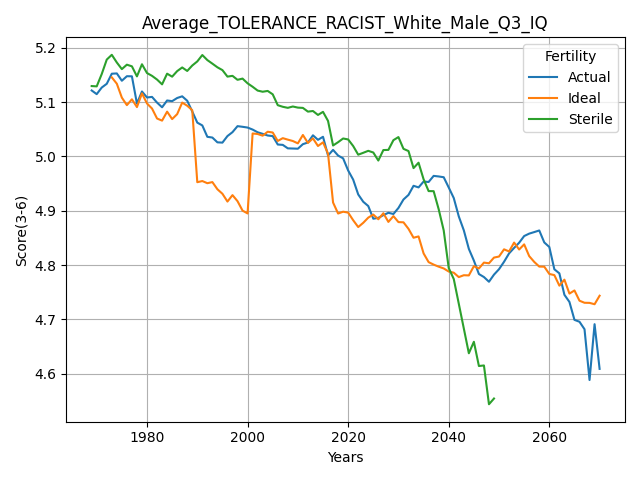 Average_TOLERANCE_RACIST_White_Male_Q3_IQ
Fertility
Actual
Ideal
Sterile
Score(3-6)
5.2
5.1
5.0
4.9
4.8
4.7
4.6
1980 2000 2020 2040 2060
Years